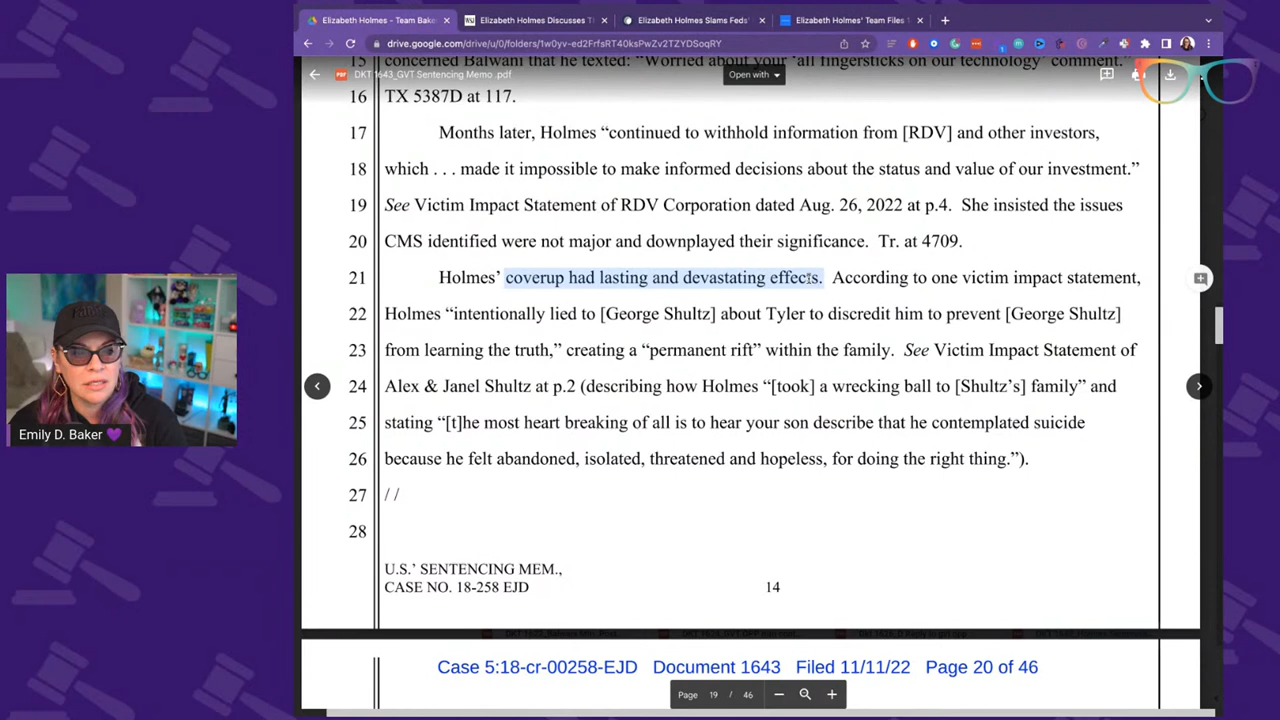 Elizabeth Holmes - Team Bake
Elizabeth Holmes Discusses T
Elizabeth Holmes Slams Feds'
Elizabeth Holmes' Team Files
drive.google.com/drive/u/0/folders/1w0yv-ed2FrfsRT40ksPwZv2TZYDSoqRY
15 concerned Balwani that he texted: “Worried about your ‘all fingersticks on our technology’ comment.”
DKT 1643_GVT Sentencing Memo .pdf
Open with
16 TX 5387D at 117.
17 Months later, Holmes “continued to withhold information from [RDV] and other investors,
18 which . . . made it impossible to make informed decisions about the status and value of our investment.”
19 See Victim Impact Statement of RDV Corporation dated Aug. 26, 2022 at p.4. She insisted the issues
20 CMS identified were not major and downplayed their significance. Tr. at 4709.
21 Holmes’ coverup had lasting and devastating effects. According to one victim impact statement,
22 Holmes “intentionally lied to [George Shultz] about Tyler to discredit him to prevent [George Shultz]
23 from learning the truth,” creating a “permanent rift” within the family. See Victim Impact Statement of
24 Alex & Janel Shultz at p.2 (describing how Holmes “[took] a wrecking ball to [Shultz’s] family” and
25 stating “[t]he most heart breaking of all is to hear your son describe that he contemplated suicide
26 because he felt abandoned, isolated, threatened and hopeless, for doing the right thing.”).
27 / /
28
U.S.’ SENTENCING MEM.,
CASE NO. 18-258 EJD 14
Case 5:18-cr-00258-EJD Document 1643 Filed 11/11/22 Page 20 of 46
Page 19 / 46
Emily D. Baker 💜